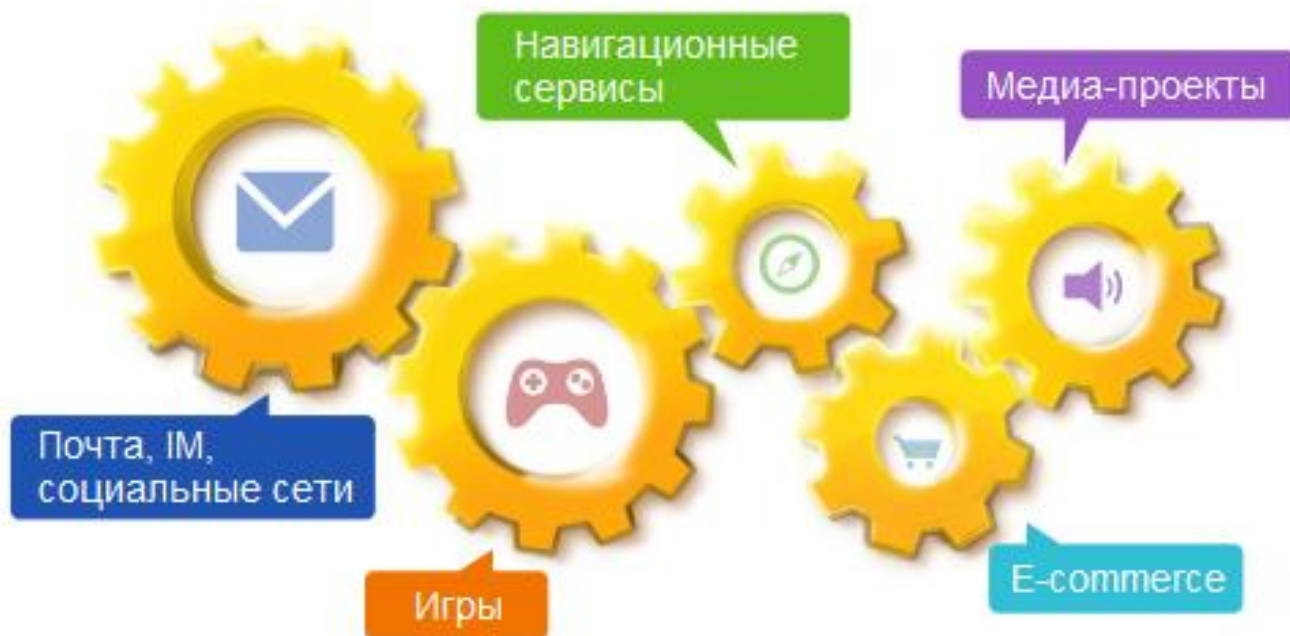 Навигационные
сервисы
Медиа-проекты
Почта, IM,
социальные сети
Игры
E-commerce